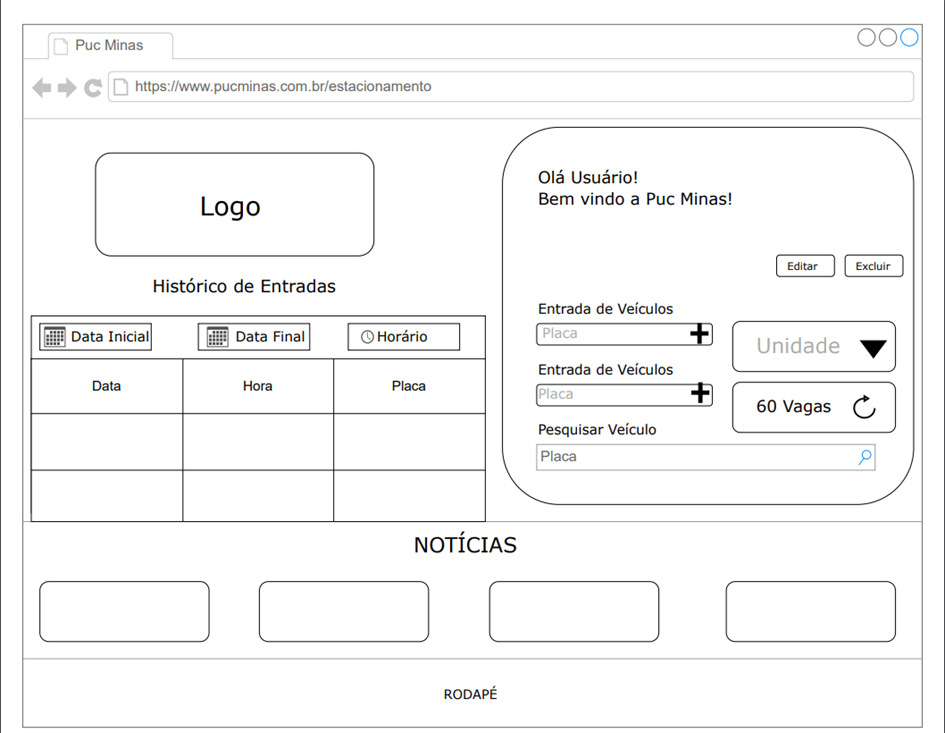 Puc Minas
https://www.pucminas.com.br/estacionamento
Logo
Histórico de Entradas
Data Inicial Data Final Horário
Data Hora Placa
Olá Usuário!
Bem vindo a Puc Minas!
Editar Excluir
Entrada de Veículos
Placa
Unidade
Entrada de Veículos
Placa
60 Vagas
Pesquisar Veículo
Placa
NOTÍCIAS
RODAPÉ